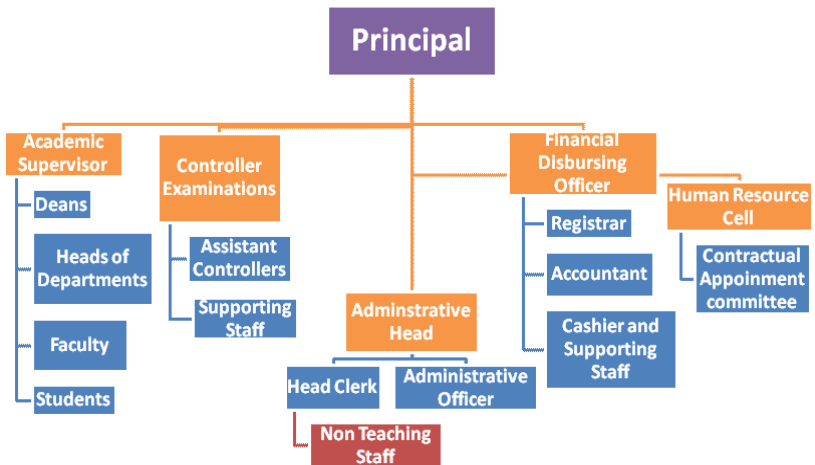 Principal
Academic
Supervisor
Deans
Heads of
Departments
Faculty
Students
Controller
Examinations
Assistant
Controllers
Supporting
Staff
Adminstrative
Head
Head Clerk
Non Teaching
Staff
Administrative
Officer
Financial
Disbursing
Officer
Registrar
Accountant
Cashier and
Supporting
Staff
Human Resource
Cell
Contractual
Appoinment
committee